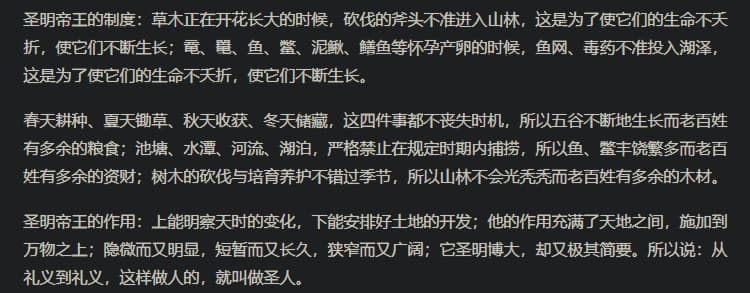 圣明帝王的制度：草木正在开花长大的时候，砍伐的斧头不准进入山林，这是为了使它们的生命不夭
折，使它们不断生长；鼋、鼍、鱼、鳖、泥鳅、鳝鱼等怀孕产卵的时候，鱼网、毒药不准投入湖泽，
这是为了使它们的生命不夭折，使它们不断生长。
春天耕种、夏天锄草、秋天收获、冬天储藏，这四件事都不丧失时机，所以五谷不断地生长而老百姓
有多余的粮食；池塘、水潭、河流、湖泊，严格禁止在规定时期内捕捞，所以鱼、鳖丰饶繁多而老百
姓有多余的资财；树木的砍伐与培育养护不错过季节，所以山林不会光秃秃而老百姓有多余的木材。
圣明帝王的作用：上能明察天时的变化，下能安排好土地的开发；他的作用充满了天地之间，施加到
万物之上；隐微而又明显，短暂而又长久，狭窄而又广阔；它圣明博大，却又极其简要。所以说：从
礼义到礼义，这样做人的，就叫做圣人。